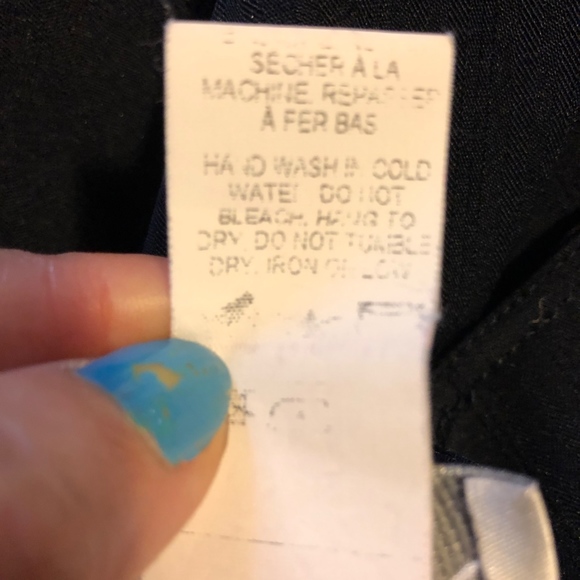 SÉCHER À LA
MACHINE. REPASSER
À FER BAS
HAND WASH IN COLD
WATER DO NOT
BLEACH. HANG TO
DRY. DO NOT TUMBLE
DRY. IRON ON LOW